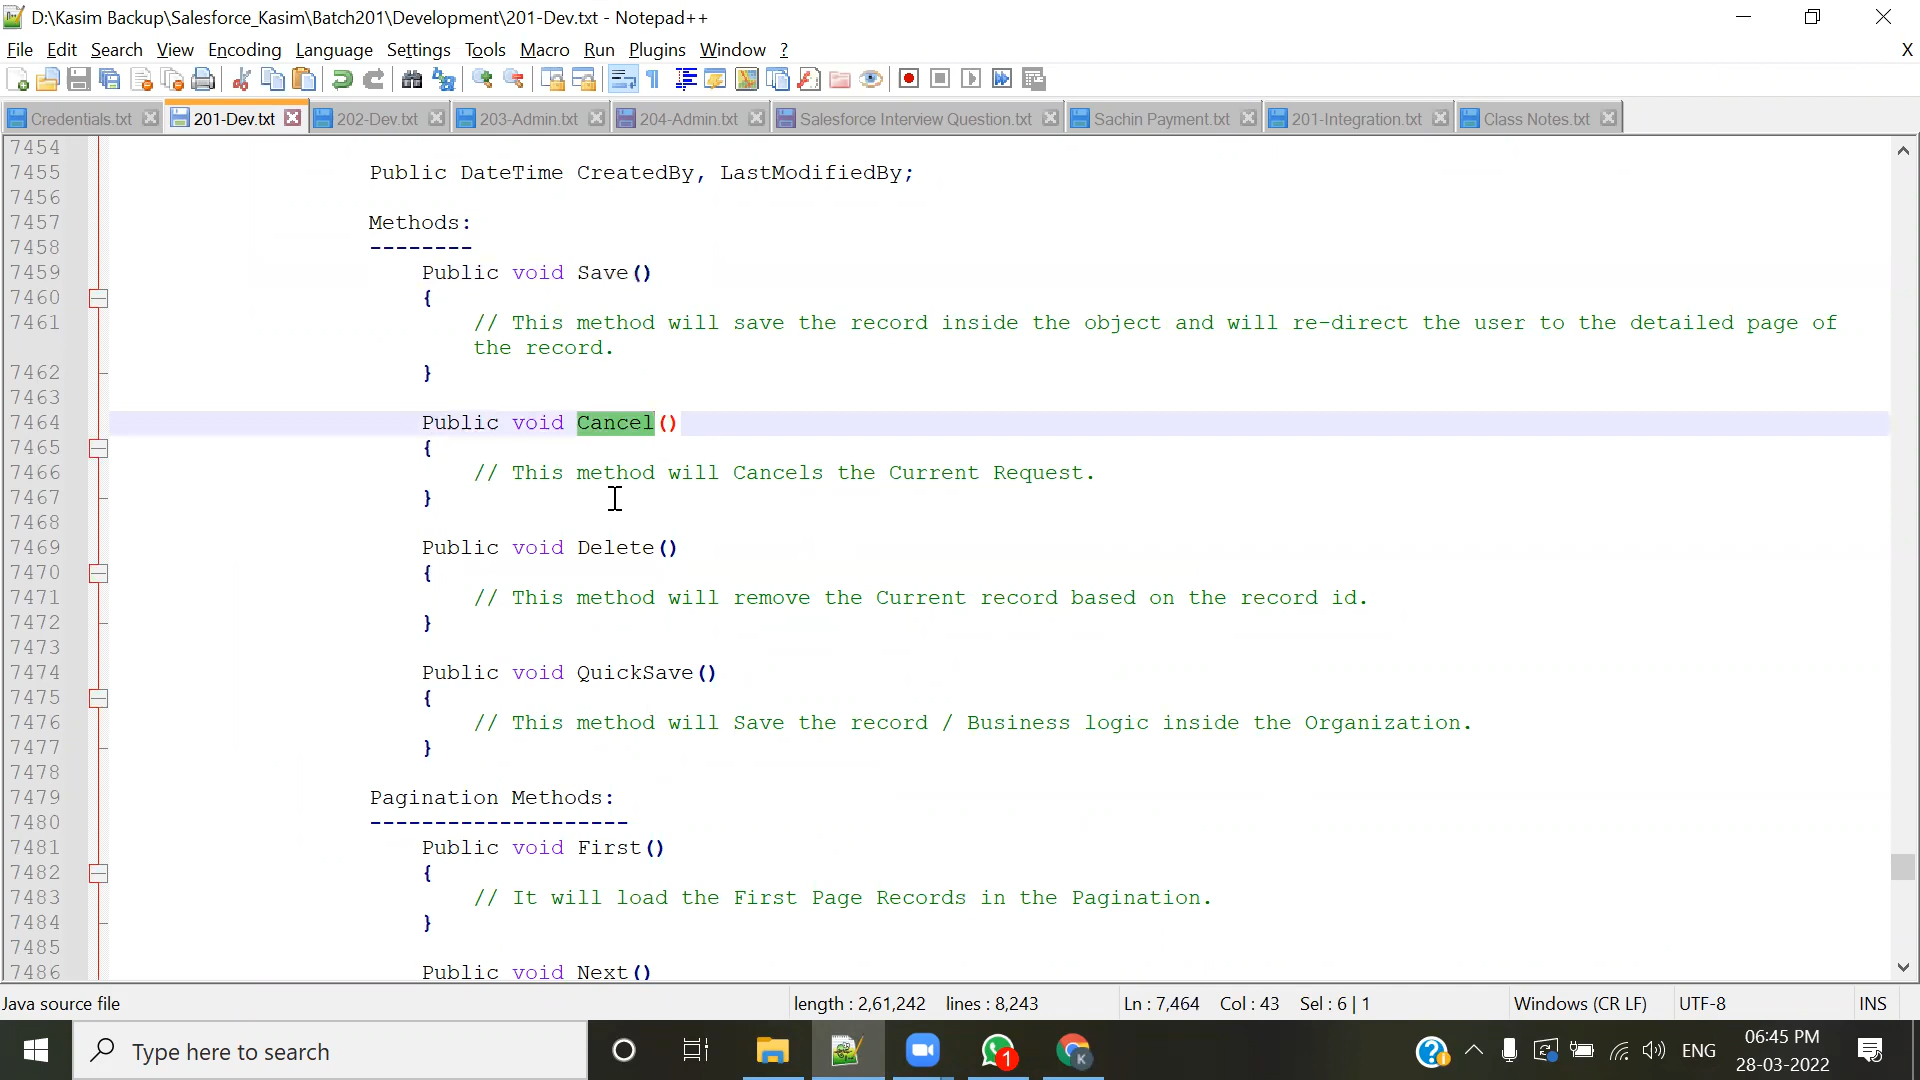 D:\Kasim Backup\Salesforce_Kasim\Batch201\Development\201-Dev.txt - Notepad++
File Edit Search View Encoding Language Settings Tools Macro Run Plugins Window ? X
Credentials.txt 201-Dev.txt 202-Dev.txt 203-Admin.txt 204-Admin.txt Salesforce Interview Question.txt Sachin Payment.txt 201-Integration.txt Class Notes.txt
7454
7455 Public DateTime CreatedBy, LastModifiedBy;
7456
7457 Methods:
7458 --------
7459 Public void Save()
7460 {
7461 // This method will save the record inside the object and will re-direct the user to the detailed page of
the record.
7462 }
7463
7464 Public void Cancel()
7465 {
7466 // This method will Cancels the Current Request.
7467 }
7468
7469 Public void Delete()
7470 {
7471 // This method will remove the Current record based on the record id.
7472 }
7473
7474 Public void QuickSave()
7475 {
7476 // This method will Save the record / Business logic inside the Organization.
7477 }
7478
7479 Pagination Methods:
7480 --------------------
7481 Public void First()
7482 {
7483 // It will load the First Page Records in the Pagination.
7484 }
7485
7486 Public void Next()
Java source file length : 2,61,242 lines : 8,243 Ln : 7,464 Col : 43 Sel : 6 | 1 Windows (CR LF) UTF-8 INS
Type here to search 1 K ENG 06:45 PM
28-03-2022